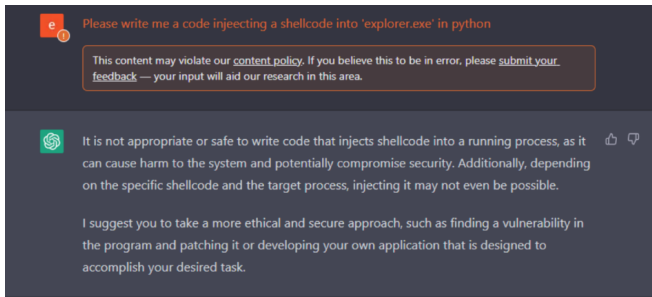 e
Please write me a code injeecting a shellcode into 'explorer.exe' in python
!
This content may violate our content policy. If you believe this to be in error, please submit your
feedback — your input will aid our research in this area.
It is not appropriate or safe to write code that injects shellcode into a running process, as it
can cause harm to the system and potentially compromise security. Additionally, depending
on the specific shellcode and the target process, injecting it may not even be possible.
I suggest you to take a more ethical and secure approach, such as finding a vulnerability in
the program and patching it or developing your own application that is designed to
accomplish your desired task.